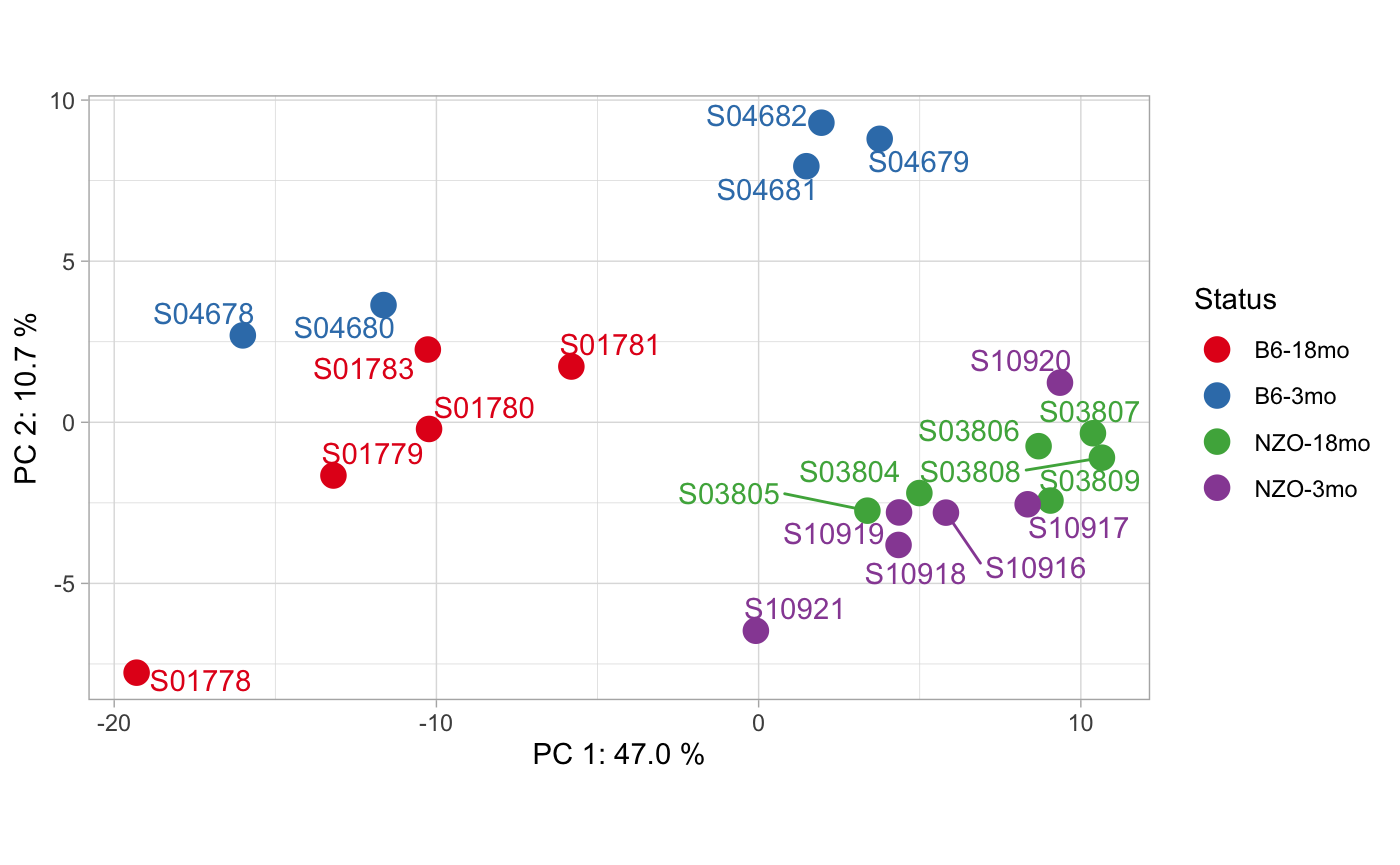 10
5
0
-5
PC 2: 10.7 %
S04682
S04679
S04681
S04678
S04680
S01783
S01781
S01780
S01779
S01778
S10920
S03807
S03806
S03804
S03808
S03809
S03805
S10919
S10917
S10918
S10916
S10921
-20
-10
0
10
PC 1: 47.0 %
Status
B6-18mo
B6-3mo
NZO-18mo
NZO-3mo